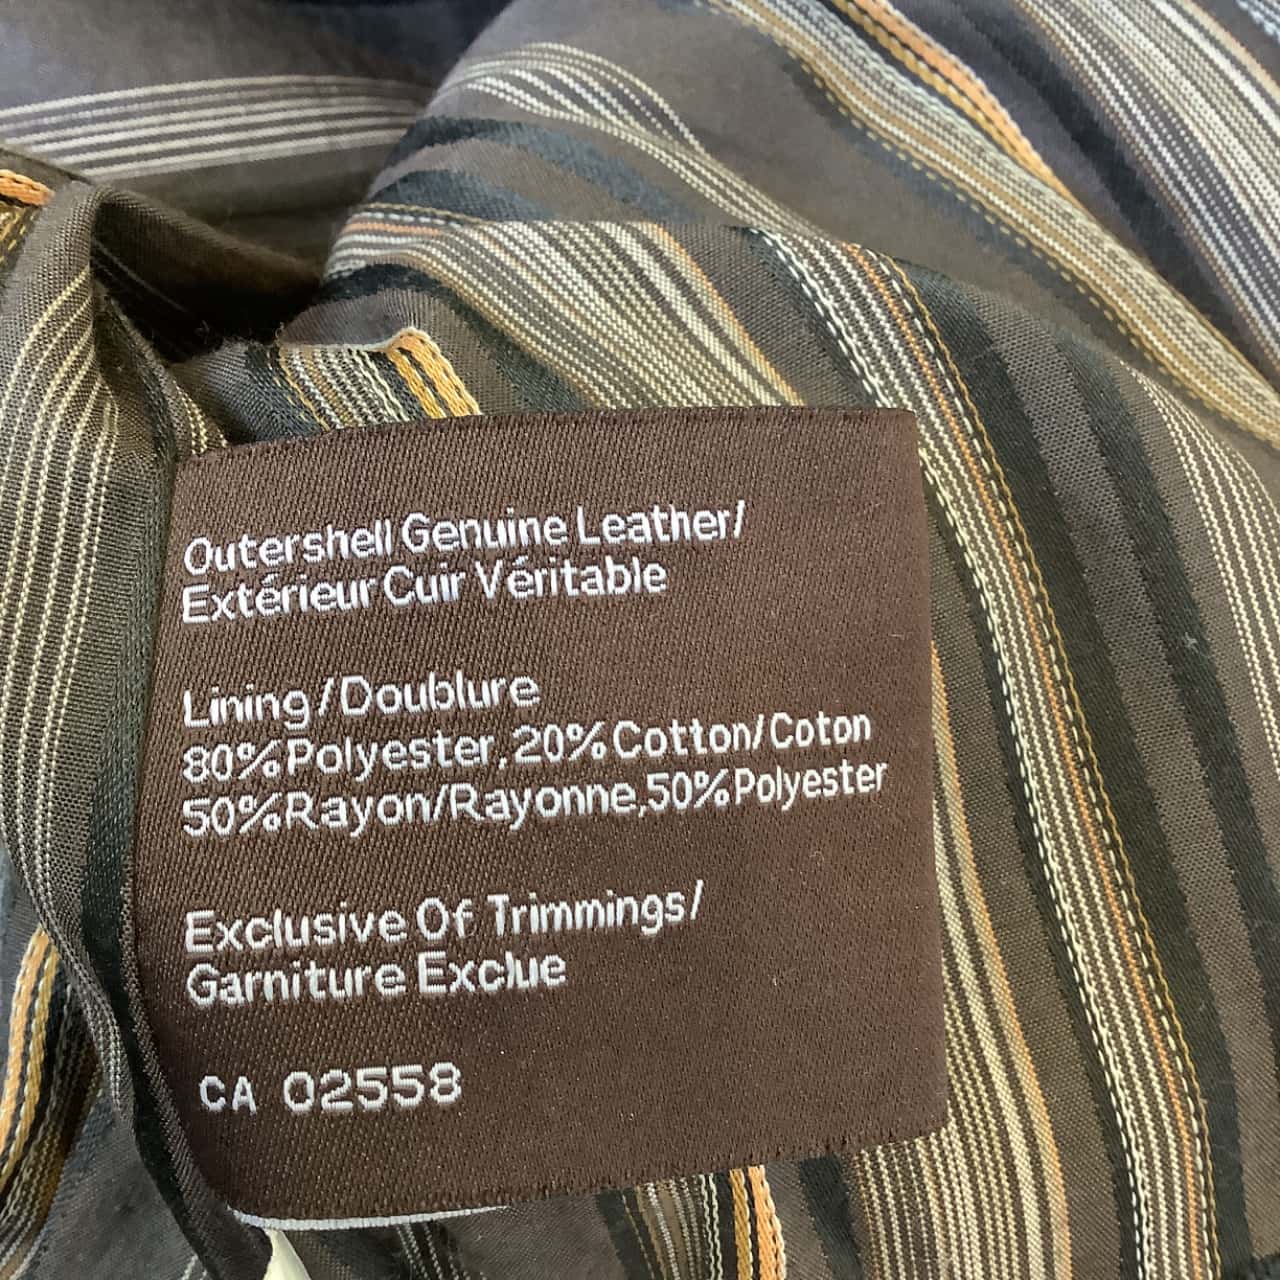 Outershell Genuine Leather/
Extérieur Cuir Véritable
Lining/Doublure
80% Polyester, 20% Cotton/Coton
50% Rayon/Rayonne, 50% Polyester
Exclusive Of Trimmings/
Garniture Exclue
CA 02558